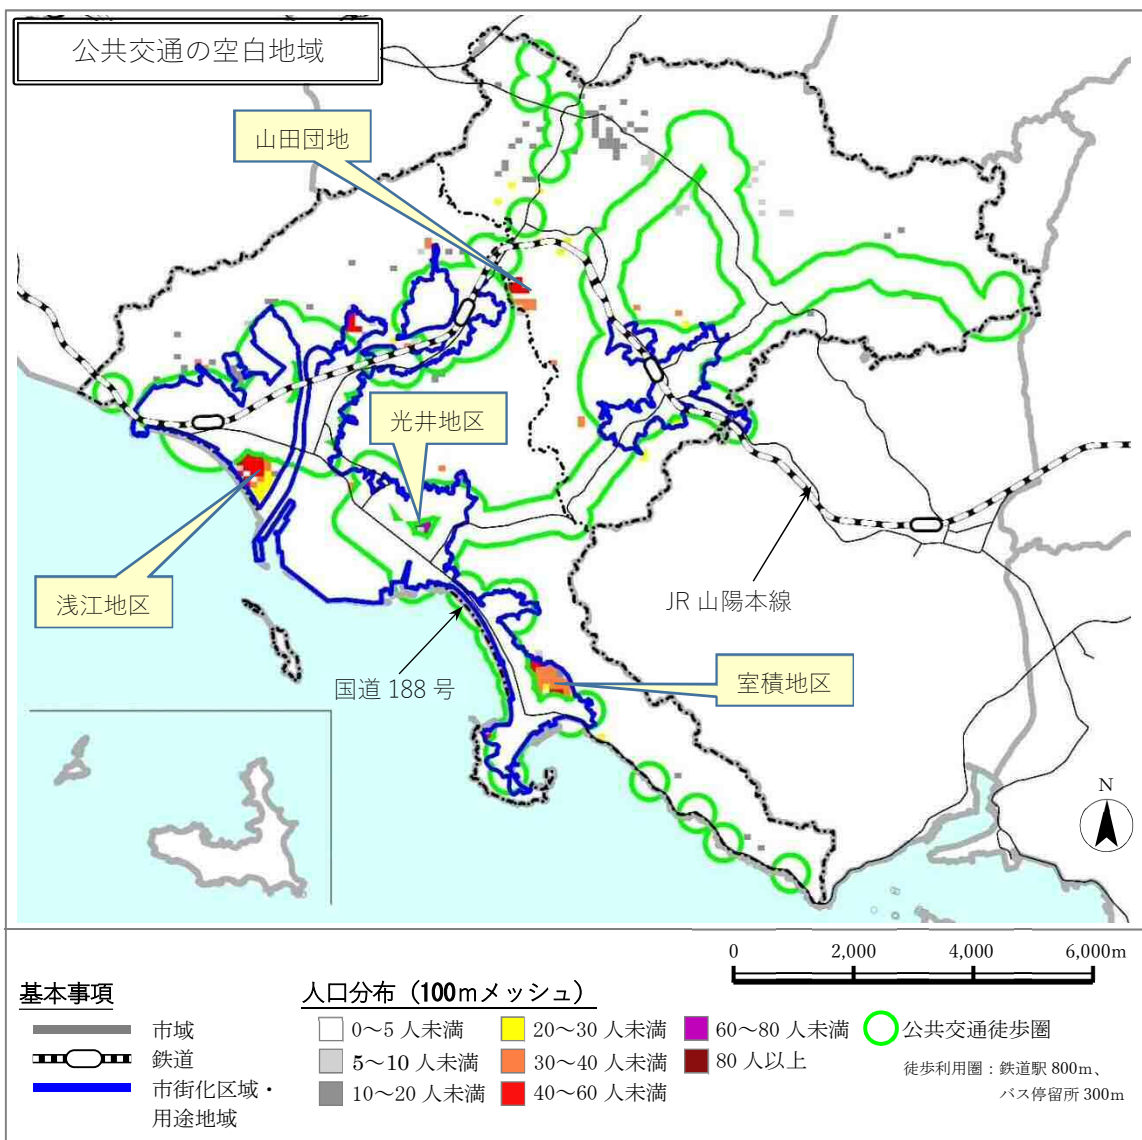 公共交通の空白地域
山田団地
光井地区
浅江地区
JR 山陽本線
国道 188 号
室積地区
N
0 2,000 4,000 6,000m
基本事項
市域
鉄道
市街化区域・
用途地域
人口分布（100mメッシュ）
0～5 人未満
5～10 人未満
10～20 人未満
20～30 人未満
30～40 人未満
40～60 人未満
60～80 人未満
80 人以上
公共交通徒歩圏
徒歩利用圏：鉄道駅 800m、
バス停留所 300m